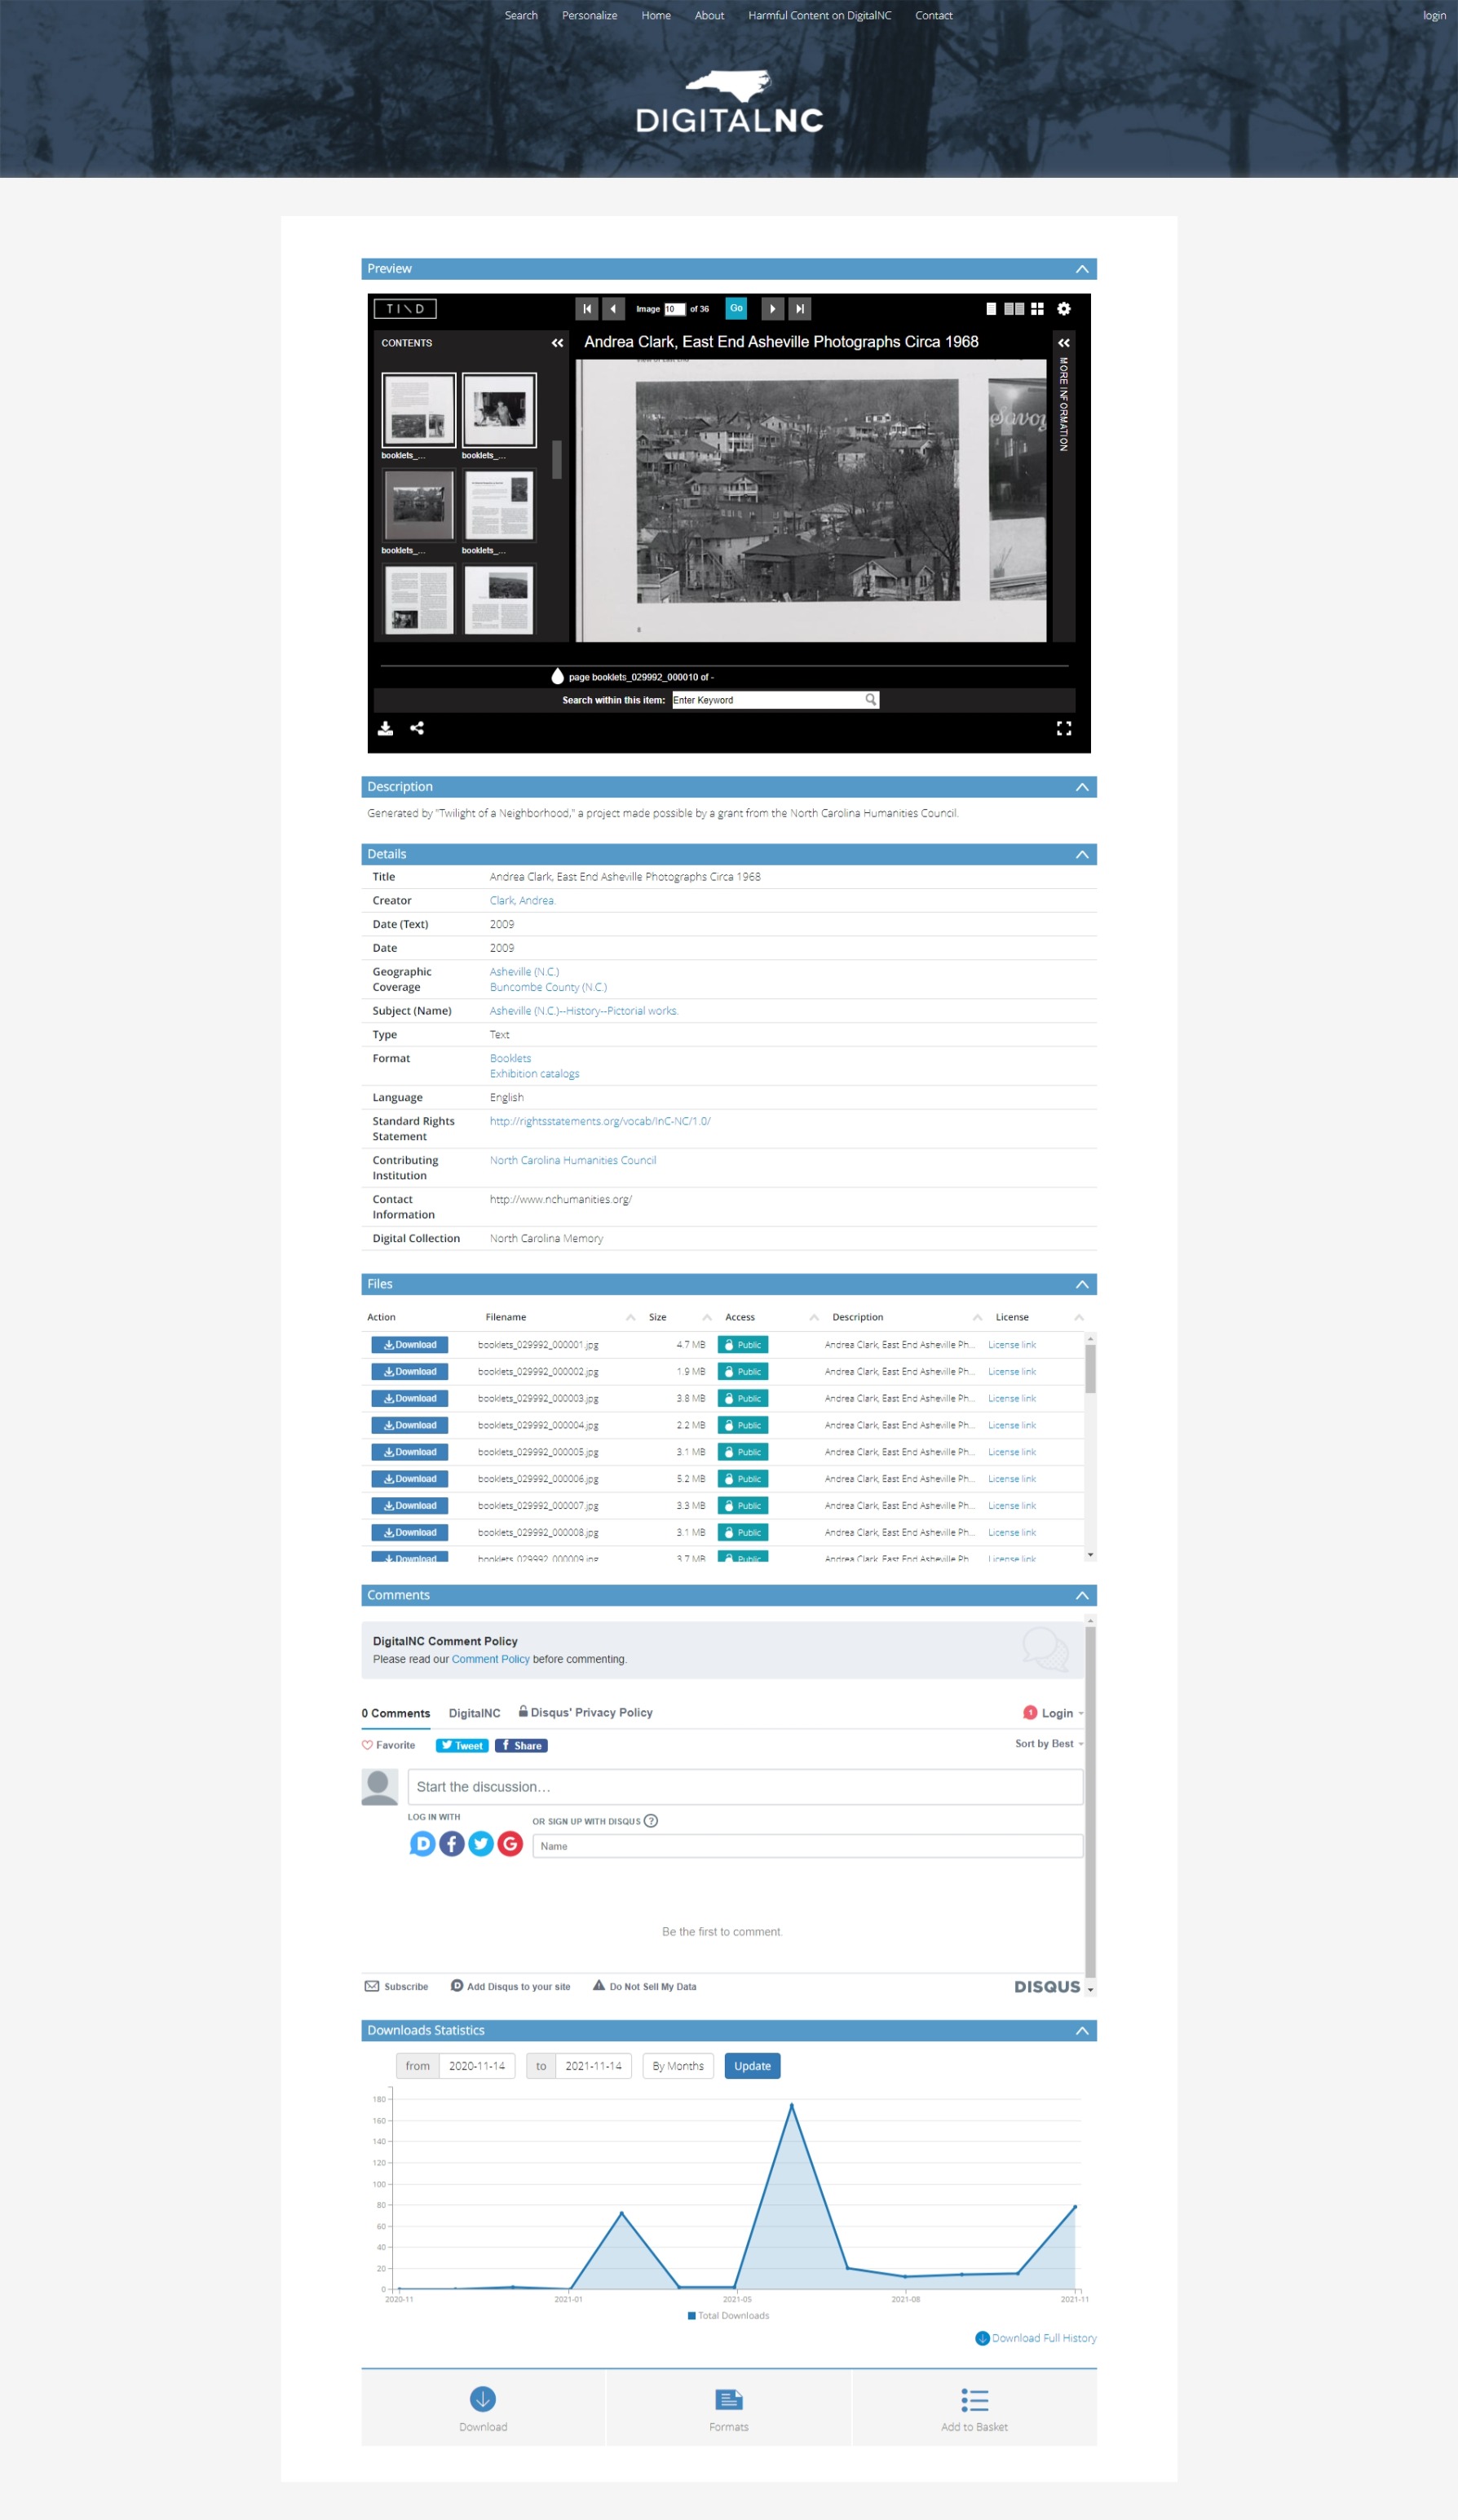 Search Personalize Home About Harmful Content on DigitalNC Contact login
DIGITALNC
Preview
TIND
Image 10 of 36 Go
CONTENTS
Andrea Clark, East End Asheville Photographs Circa 1968
MORE INFORMATION
Savoy
booklets_... booklets_...
booklets_... booklets_...
8
page booklets_029992_000010 of -
Search within this item: Enter Keyword
Description
Generated by "Twilight of a Neighborhood," a project made possible by a grant from the North Carolina Humanities Council.
Details
Title Andrea Clark, East End Asheville Photographs Circa 1968
Creator Clark, Andrea.
Date (Text) 2009
Date 2009
Geographic Asheville (N.C.)
Coverage Buncombe County (N.C.)
Subject (Name) Asheville (N.C.)--History--Pictorial works.
Type Text
Format Booklets
Exhibition catalogs
Language English
Standard Rights http://rightsstatements.org/vocab/InC-NC/1.0/
Statement
Contributing North Carolina Humanities Council
Institution
Contact http://www.nchumanities.org/
Information
Digital Collection North Carolina Memory
Files
Action Filename Size Access Description License
Download booklets_029992_000001.jpg 4.7 MB Public Andrea Clark, East End Asheville Ph... License link
Download booklets_029992_000002.jpg 1.9 MB Public Andrea Clark, East End Asheville Ph... License link
Download booklets_029992_000003.jpg 3.8 MB Public Andrea Clark, East End Asheville Ph... License link
Download booklets_029992_000004.jpg 2.2 MB Public Andrea Clark, East End Asheville Ph... License link
Download booklets_029992_000005.jpg 3.1 MB Public Andrea Clark, East End Asheville Ph... License link
Download booklets_029992_000006.jpg 5.2 MB Public Andrea Clark, East End Asheville Ph... License link
Download booklets_029992_000007.jpg 3.3 MB Public Andrea Clark, East End Asheville Ph... License link
Download booklets_029992_000008.jpg 3.1 MB Public Andrea Clark, East End Asheville Ph... License link
Download booklets_029992_000009.jpg 3.7 MB Public Andrea Clark, East End Asheville Ph... License link
Comments
DigitalNC Comment Policy
Please read our Comment Policy before commenting.
0 Comments DigitalNC Disqus' Privacy Policy 1 Login
Favorite Tweet Share Sort by Best
Start the discussion...
LOG IN WITH OR SIGN UP WITH DISQUS ?
Name
Be the first to comment.
Subscribe Add Disqus to your site Do Not Sell My Data DISQUS
Downloads Statistics
from 2020-11-14 to 2021-11-14 By Months Update
180
160
140
120
100
80
60
40
20
0
2020-11 2021-01 2021-05 2021-08 2021-11
Total Downloads
Download Full History
Download Formats Add to Basket